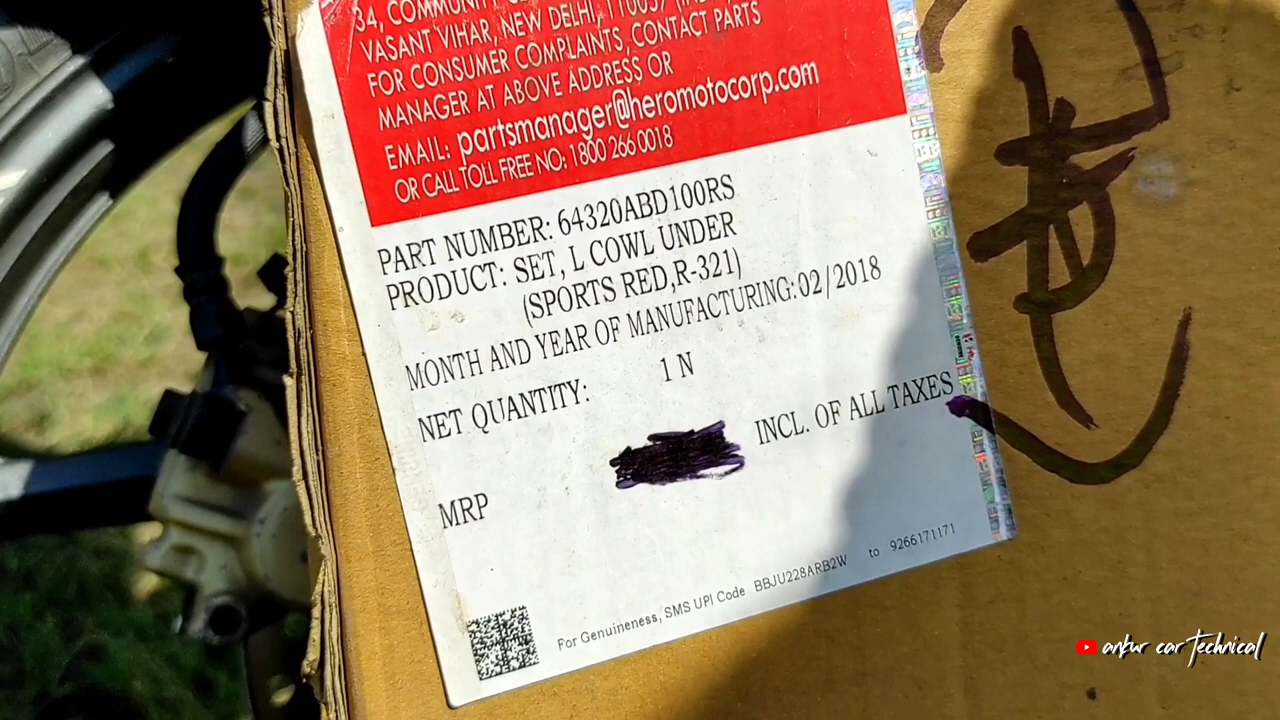 34, COMMUNITY
VASANT VIHAR, NEW DELHI, 110057
FOR CONSUMER COMPLAINTS, CONTACT PARTS
MANAGER AT ABOVE ADDRESS OR
EMAIL: partsmanager@heromotocorp.com
OR CALL TOLL FREE NO: 1800 266 0018
PART NUMBER: 64320ABD100RS
PRODUCT: SET, L COWL UNDER
(SPORTS RED,R-321)
MONTH AND YEAR OF MANUFACTURING:02/2018
NET QUANTITY: 1 N
MRP INCL. OF ALL TAXES
For Genuineness, SMS UPI Code BBJU228ARB2W to 9266171171
ankur car Technical